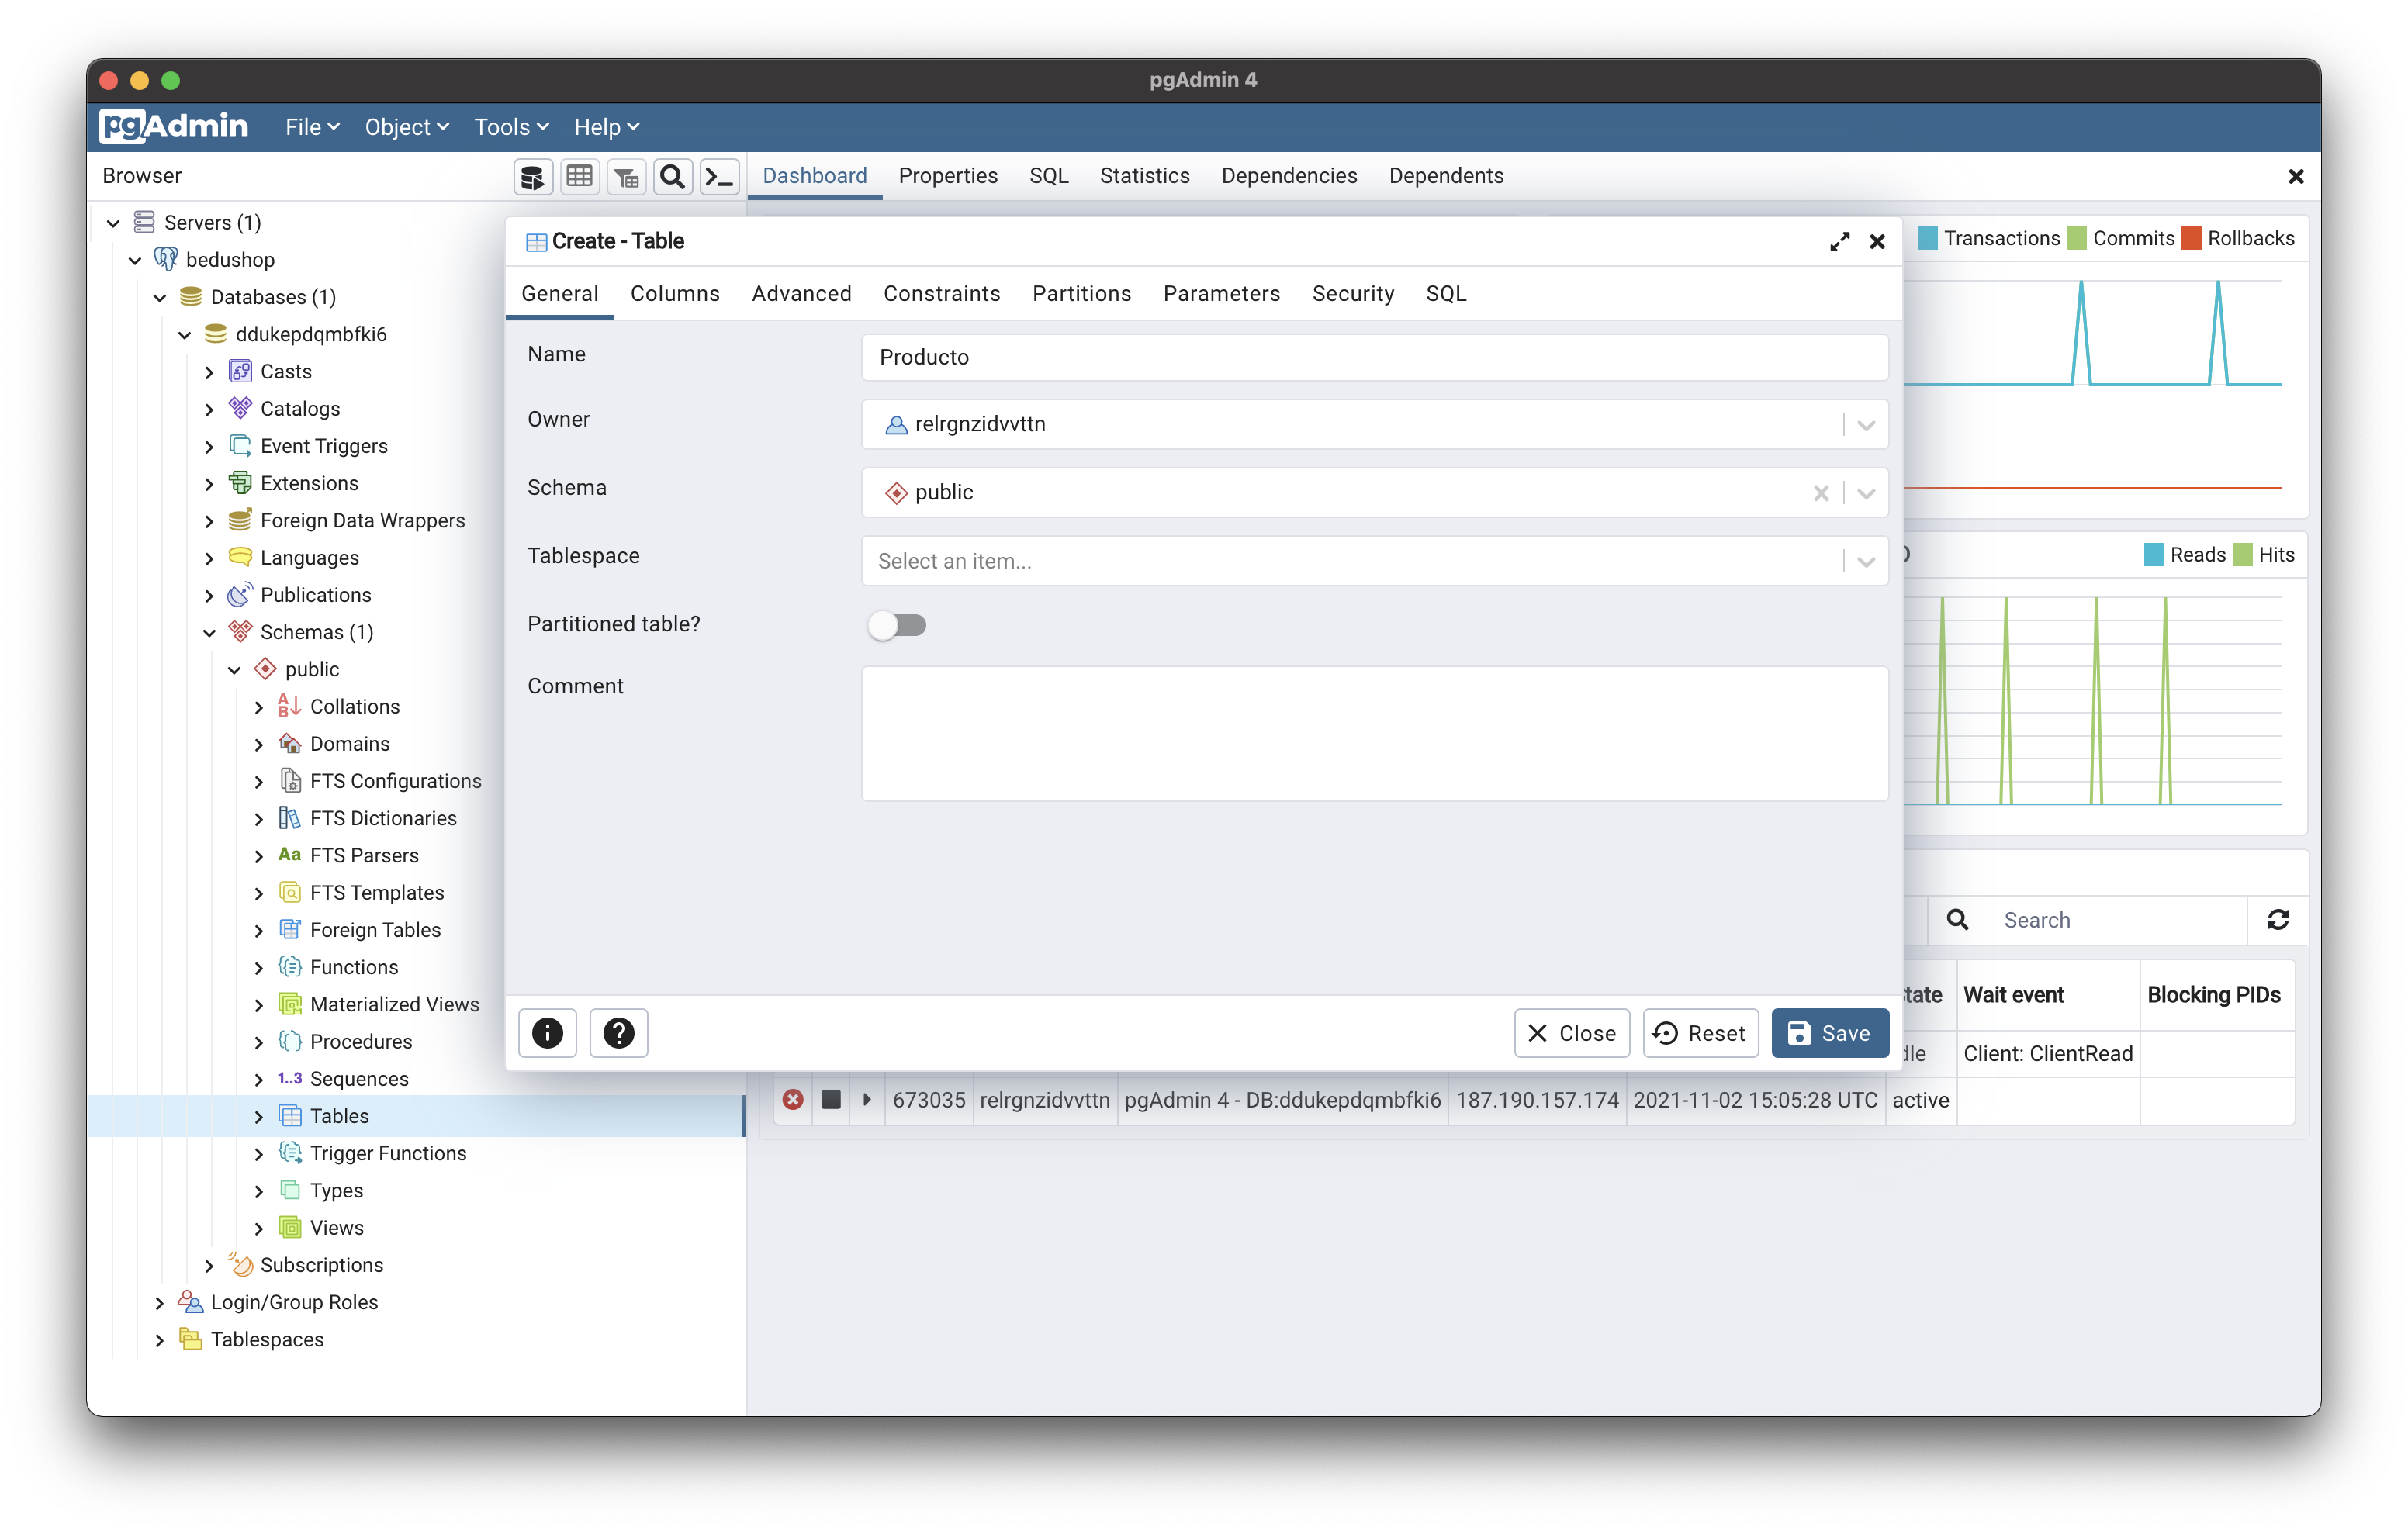 pgAdmin 4
pgAdmin File Object Tools Help
Browser
Dashboard Properties SQL Statistics Dependencies Dependents
Servers (1)
bedushop
Databases (1)
ddukepdqmbfki6
Casts
Catalogs
Event Triggers
Extensions
Foreign Data Wrappers
Languages
Publications
Schemas (1)
public
Collations
Domains
FTS Configurations
FTS Dictionaries
Aa FTS Parsers
FTS Templates
Foreign Tables
Functions
Materialized Views
Procedures
1..3 Sequences
Tables
Trigger Functions
Types
Views
Subscriptions
Login/Group Roles
Tablespaces
Create - Table
General Columns Advanced Constraints Partitions Parameters Security SQL
Name Producto
Owner relrgnzidvvttn
Schema public
Tablespace Select an item...
Partitioned table?
Comment
Close Reset Save
Transactions Commits Rollbacks
Reads Hits
Search
tate Wait event Blocking PIDs
dle Client: ClientRead
673035 relrgnzidvvttn pgAdmin 4 - DB:ddukepdqmbfki6 187.190.157.174 2021-11-02 15:05:28 UTC active